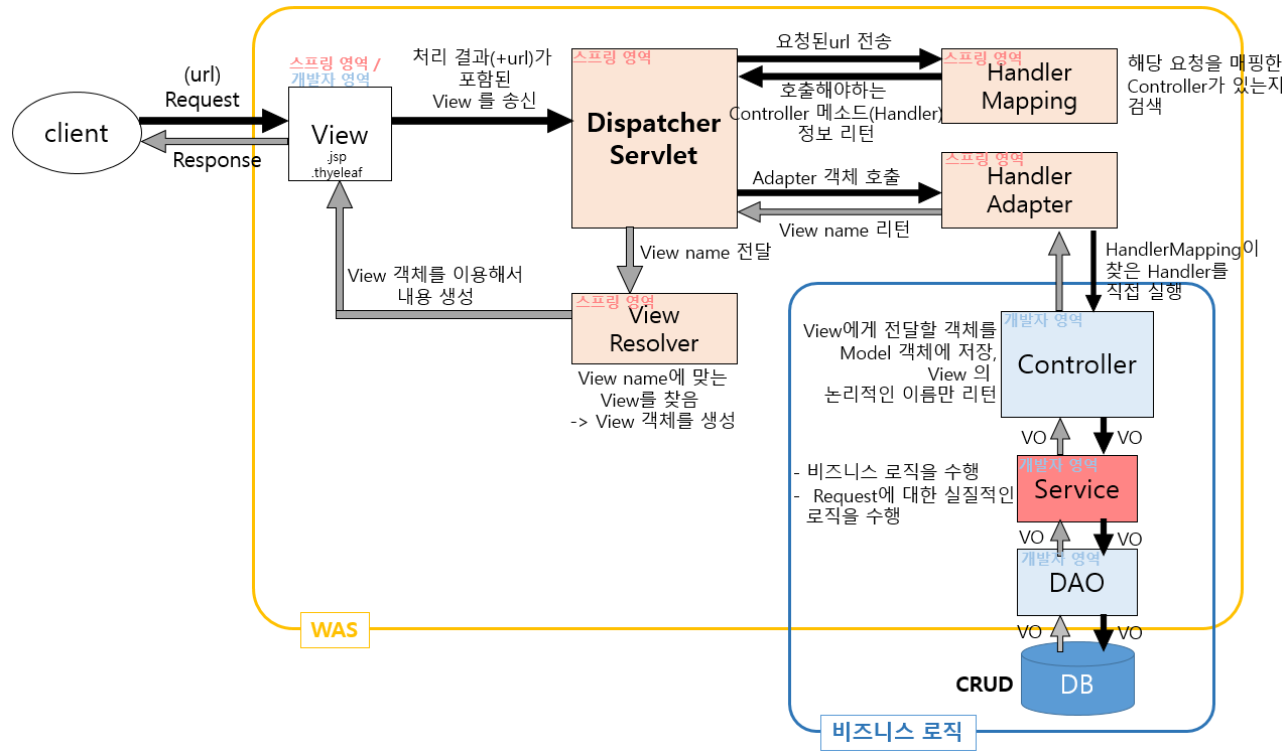 client
(url)
Request
Response
스프링 영역 /
개발자 영역
View
.jsp
.thyeleaf
처리 결과(+url)가
포함된
View 를 송신
스프링 영역
Dispatcher
Servlet
요청된url 전송
호출해야하는
Controller 메소드(Handler)
정보 리턴
스프링 영역
Handler
Mapping
해당 요청을 매핑한
Controller가 있는지
검색
Adapter 객체 호출
View name 리턴
스프링 영역
Handler
Adapter
HandlerMapping이
찾은 Handler를
직접 실행
View name 전달
View 객체를 이용해서
내용 생성
스프링 영역
View
Resolver
View name에 맞는
View를 찾음
-> View 객체를 생성
View에게 전달할 객체를
Model 객체에 저장,
View 의
논리적인 이름만 리턴
개발자 영역
Controller
VO
VO
- 비즈니스 로직을 수행
- Request에 대한 실질적인
로직을 수행
개발자 영역
Service
VO
VO
개발자 영역
DAO
VO
VO
CRUD
DB
WAS
비즈니스 로직